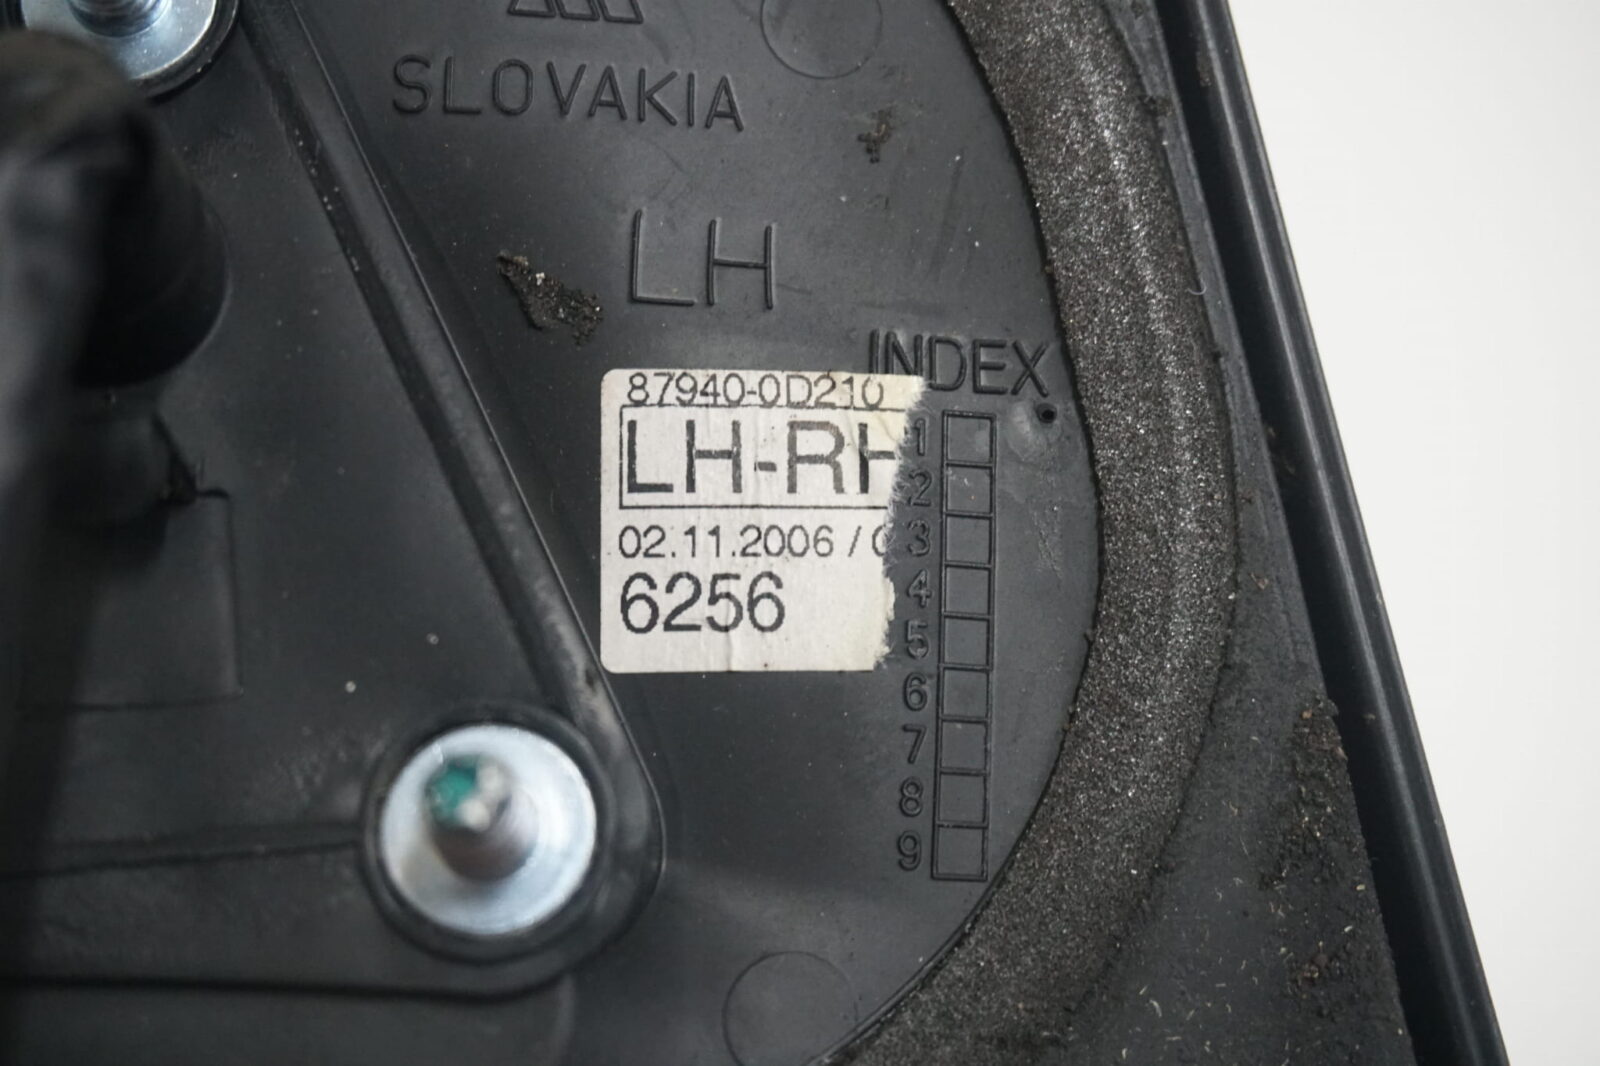 SLOVAKIA
LH
INDEX
87940-0D210
LH-RH
02.11.2006 /
6256
1
2
3
4
5
6
7
8
9